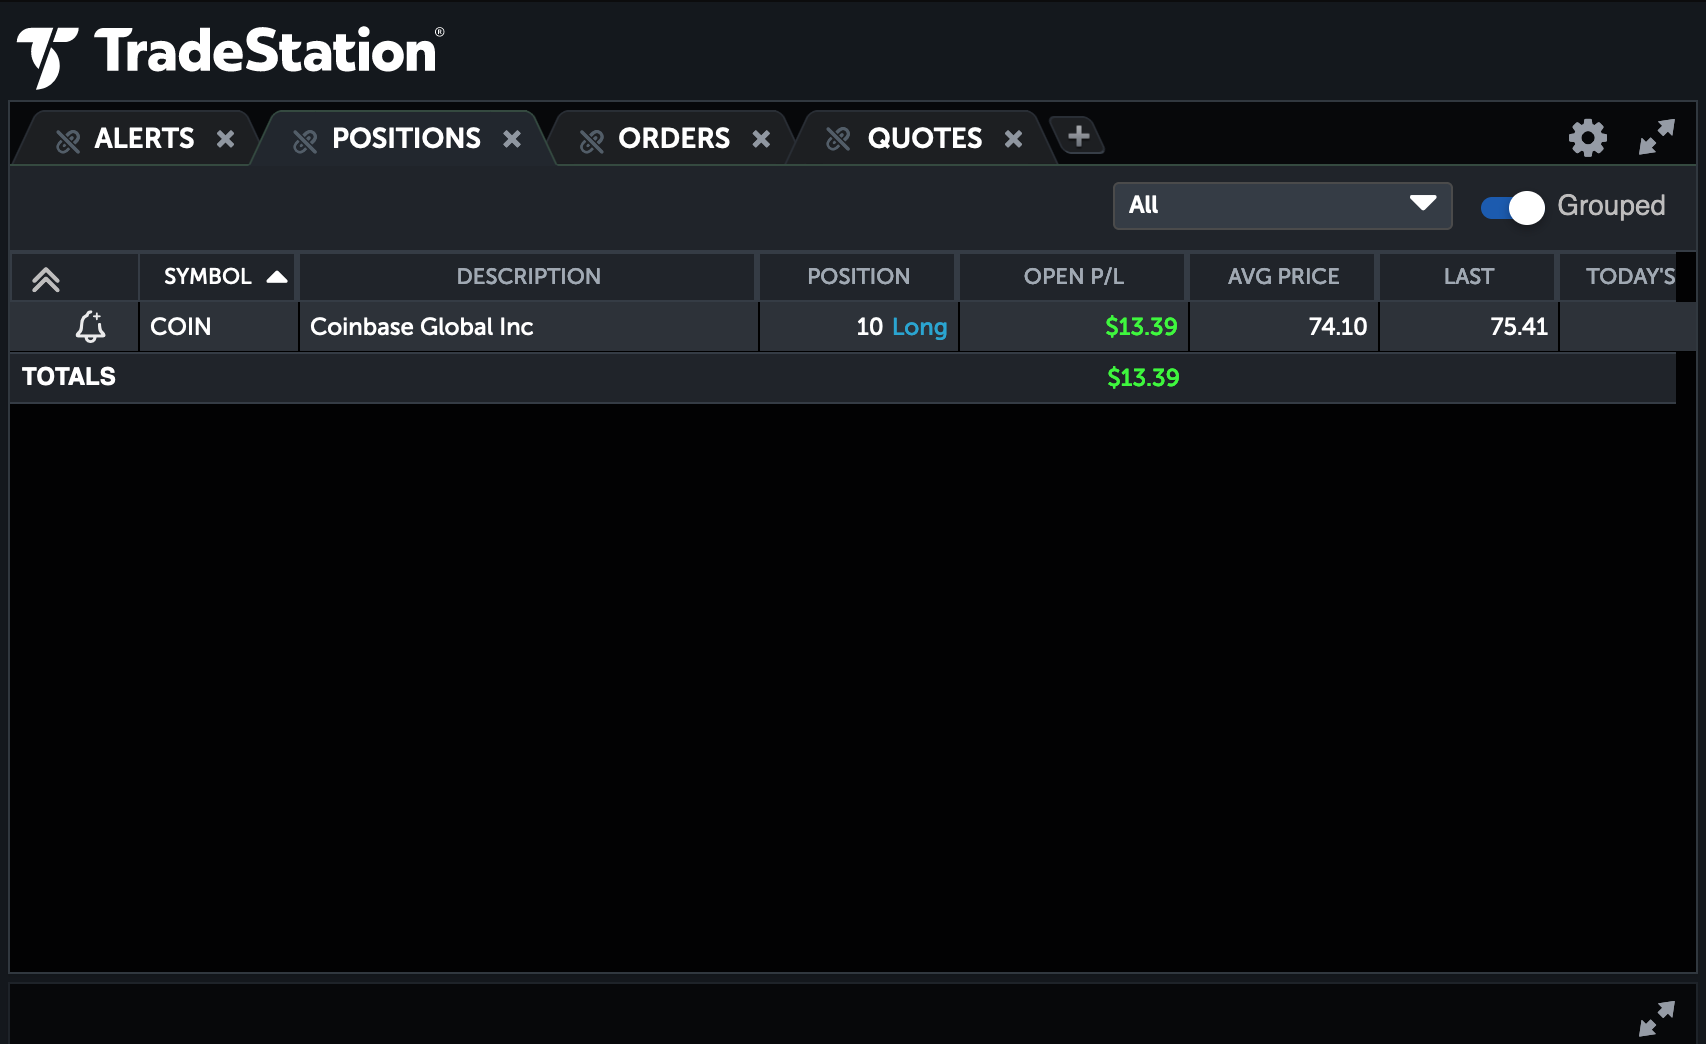 TradeStation®
ALERTS POSITIONS ORDERS QUOTES
All Grouped
SYMBOL DESCRIPTION POSITION OPEN P/L AVG PRICE LAST TODAY'S
COIN Coinbase Global Inc 10 Long $13.39 74.10 75.41
TOTALS $13.39